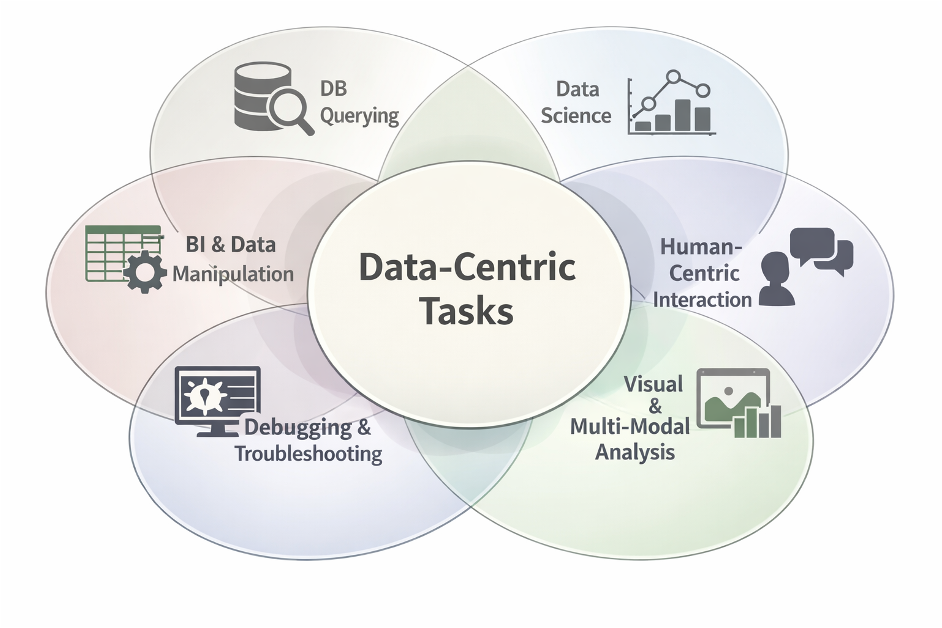 DB
Querying
Data
Science
BI & Data
Manipulation
Data-Centric
Tasks
Human-
Centric
Interaction
Debugging &
Troubleshooting
Visual
&
Multi-Modal
Analysis